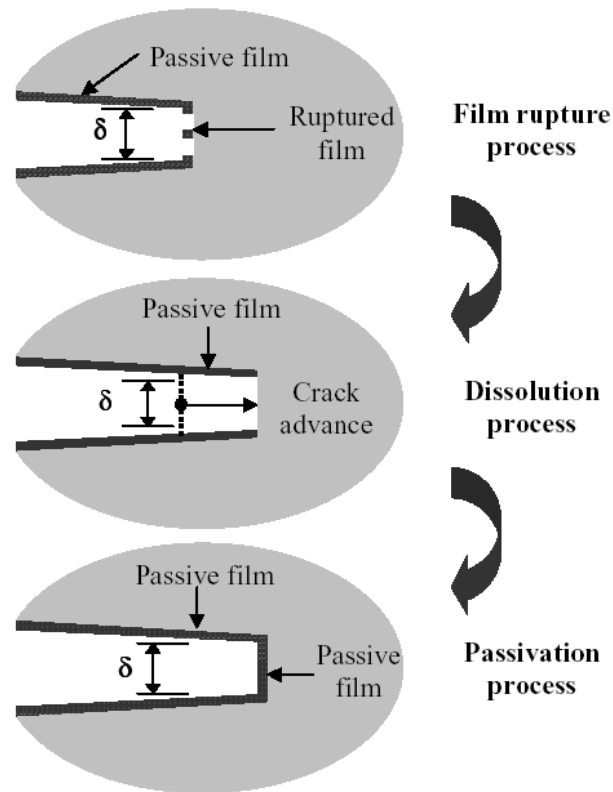 Passive film
δ
Ruptured
film
Film rupture
process
Passive film
δ
Crack
advance
Dissolution
process
Passive film
δ
Passive
film
Passivation
process